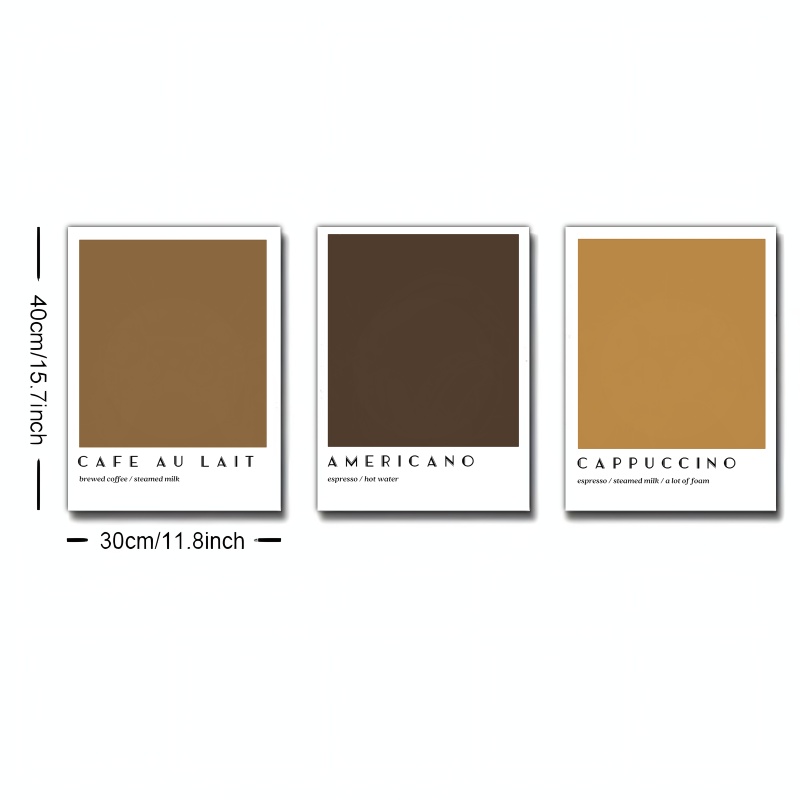 40cm/15.7inch
CAFE AU LAIT
brewed coffee / steamed milk
AMERICANO
espresso / hot water
CAPPUCCINO
espresso / steamed milk / a lot of foam
30cm/11.8inch